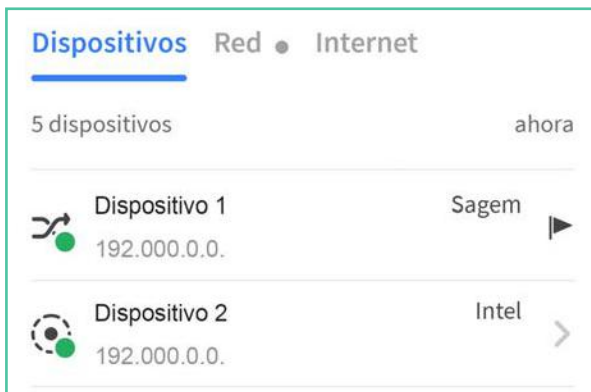 Dispositivos Red Internet
5 dispositivos ahora
Dispositivo 1 Sagem
192.000.0.0.
Dispositivo 2 Intel
192.000.0.0.